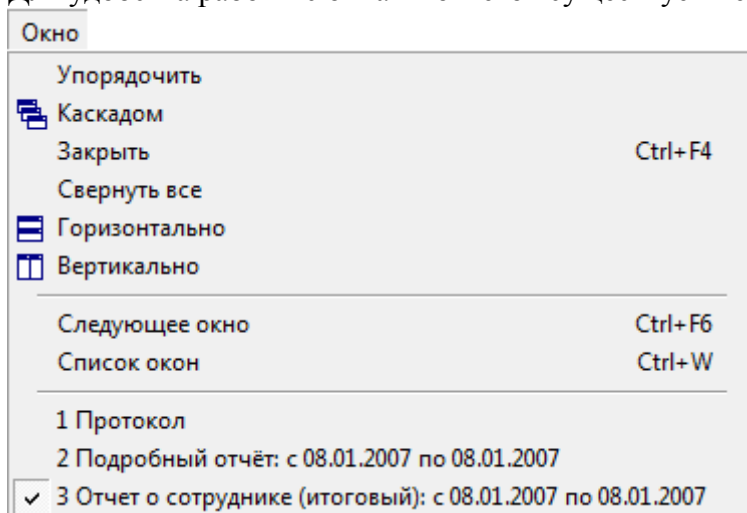 Окно
Упорядочить
Каскадом
Закрыть Ctrl+F4
Свернуть все
Горизонтально
Вертикально
Следующее окно Ctrl+F6
Список окон Ctrl+W
1 Протокол
2 Подробный отчёт: с 08.01.2007 по 08.01.2007
3 Отчет о сотруднике (итоговый): с 08.01.2007 по 08.01.2007